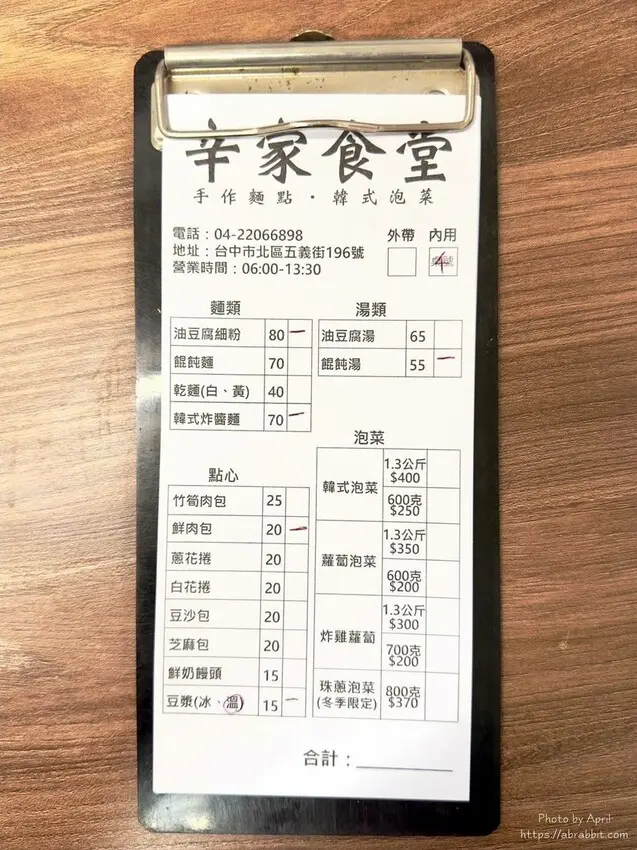 辛家食堂
手作麵點・韓式泡菜
電話：04-22066898
地址：台中市北區五義街196號
營業時間：06:00-13:30
外帶 內用
4
麵類
油豆腐細粉 80 一
餛飩麵 70
乾麵(白、黃) 40
韓式炸醬麵 70 一
湯類
油豆腐湯 65
餛飩湯 55 一
點心
竹筍肉包 25
鮮肉包 20 一
蔥花捲 20
白花捲 20
豆沙包 20
芝麻包 20
鮮奶饅頭 15
豆漿(冰、溫) 15 一
泡菜
韓式泡菜
1.3公斤
$400
600克
$250
蘿蔔泡菜
1.3公斤
$350
600克
$200
炸雞蘿蔔
1.3公斤
$300
700克
$200
珠蔥泡菜
(冬季限定)
800克
$370
合計：
Photo by April
https://abrabbit.com